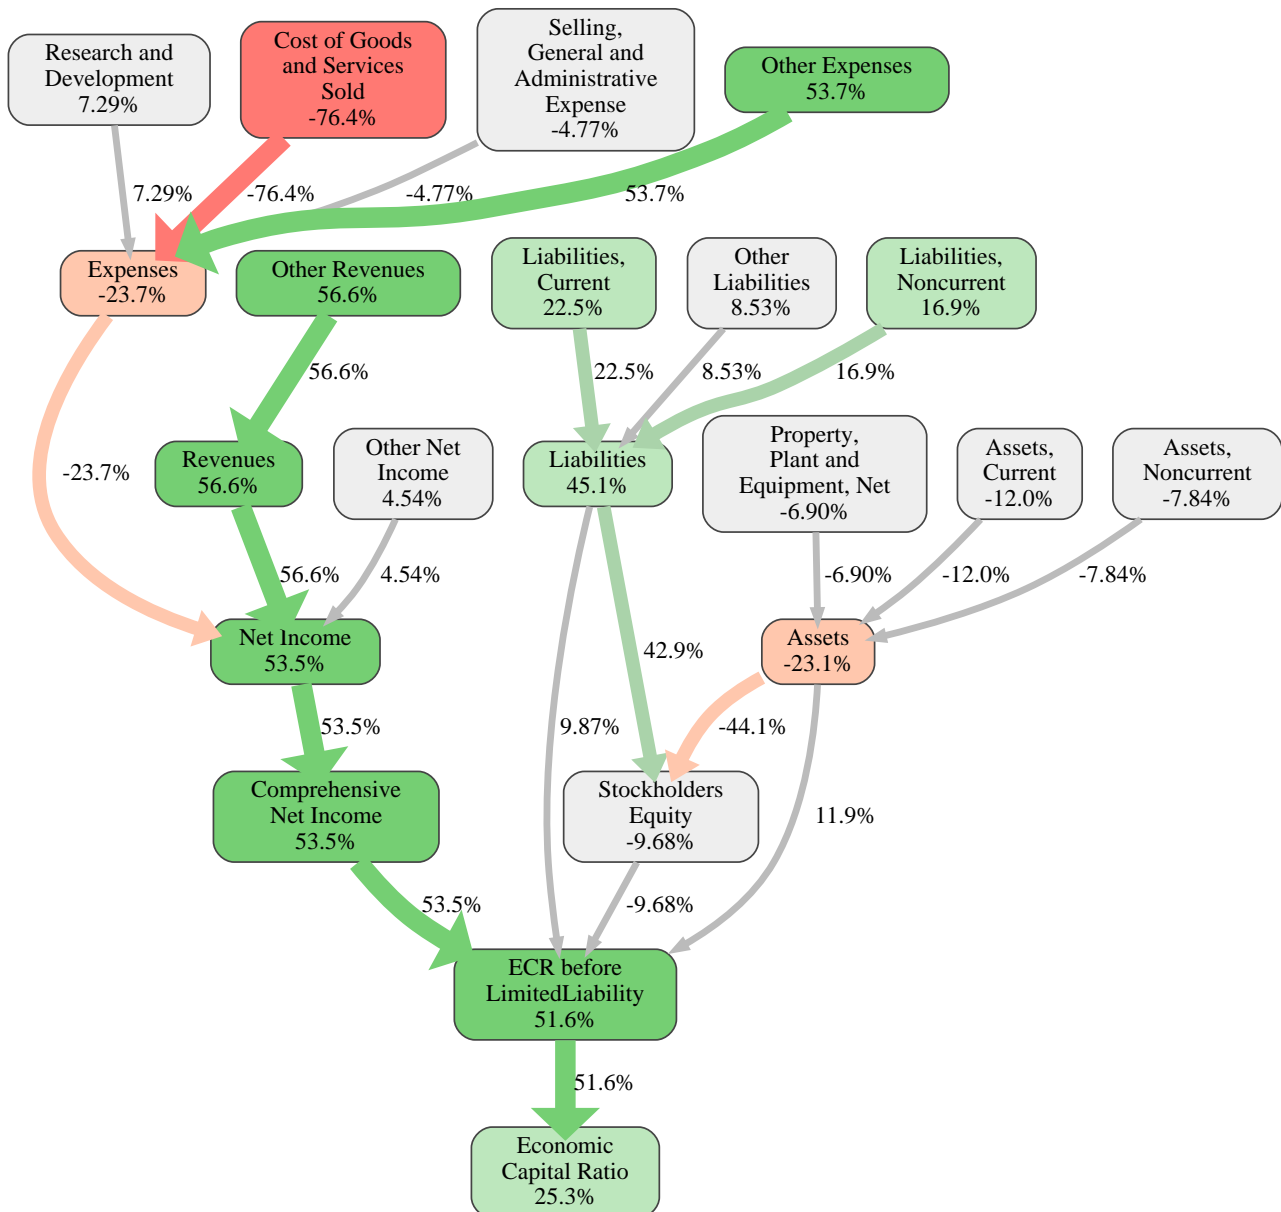 Research and
Development
7.29%
Cost of Goods
and Services
Sold
-76.4%
Selling,
General and
Administrative
Expense
-4.77%
Other Expenses
53.7%
7.29%
-76.4%
-4.77%
53.7%
Expenses
-23.7%
Other Revenues
56.6%
Liabilities,
Current
22.5%
Other
Liabilities
8.53%
Liabilities,
Noncurrent
16.9%
56.6%
22.5%
8.53%
16.9%
-23.7%
Revenues
56.6%
Other Net
Income
4.54%
Liabilities
45.1%
Property,
Plant and
Equipment, Net
-6.90%
Assets,
Current
-12.0%
Assets,
Noncurrent
-7.84%
56.6%
4.54%
-6.90%
-12.0%
-7.84%
Net Income
53.5%
42.9%
Assets
-23.1%
53.5%
9.87%
-44.1%
11.9%
Comprehensive
Net Income
53.5%
Stockholders
Equity
-9.68%
53.5%
-9.68%
ECR before
LimitedLiability
51.6%
51.6%
Economic
Capital Ratio
25.3%